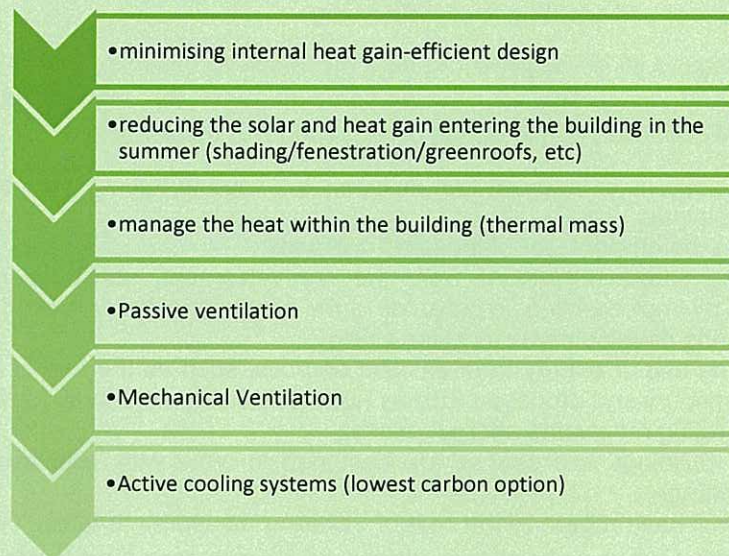 •minimising internal heat gain-efficient design
•reducing the solar and heat gain entering the building in the
summer (shading/fenestration/greenroofs, etc)
•manage the heat within the building (thermal mass)
•Passive ventilation
•Mechanical Ventilation
•Active cooling systems (lowest carbon option)